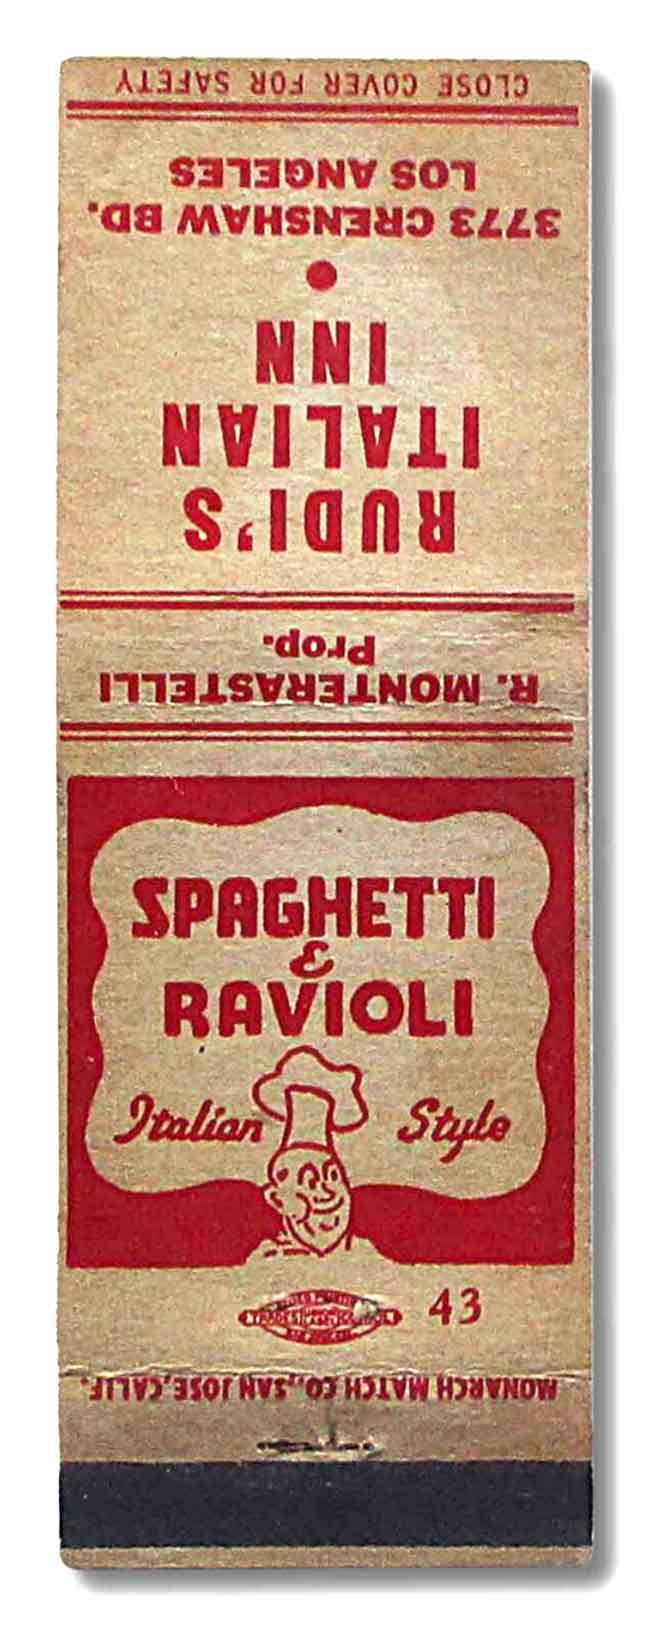 CLOSE COVER FOR SAFETY
3773 CRENSHAW BD.
LOS ANGELES
RUDI'S
ITALIAN
INN
R. MONTERASTELLI
Prop.
SPAGHETTI
&
RAVIOLI
Italian Style
43
MONARCH MATCH CO., SAN JOSE, CALIF.